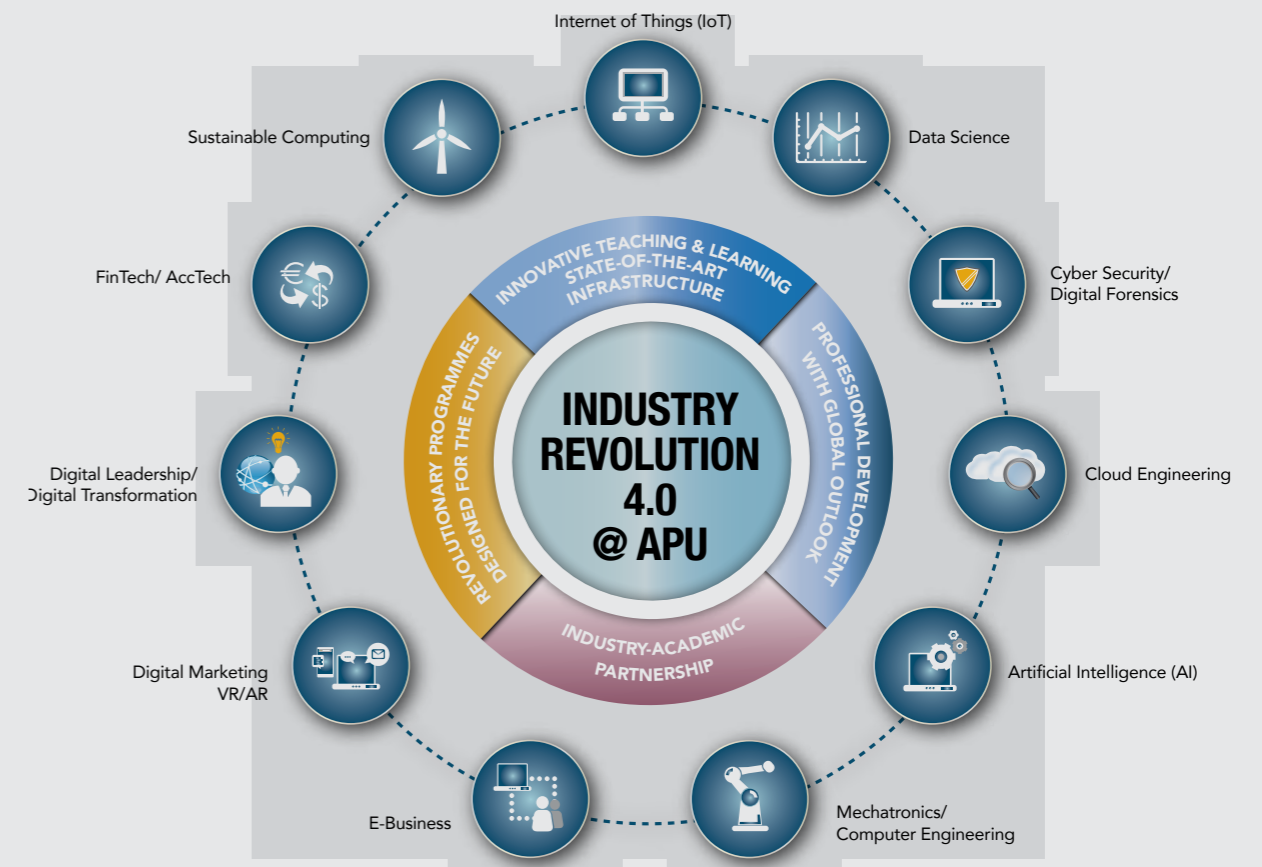 Internet of Things (IoT)
Sustainable Computing
Data Science
FinTech/ AccTech
Cyber Security/
Digital Forensics
INNOVATIVE TEACHING & LEARNING
STATE-OF-THE-ART
INFRASTRUCTURE
PROFESSIONAL DEVELOPMENT
WITH GLOBAL OUTLOOK
REVOLUTIONARY PROGRAMMES
DESIGNED FOR THE FUTURE
INDUSTRY
REVOLUTION
4.0
@ APU
INDUSTRY-ACADEMIC
PARTNERSHIP
Digital Leadership/
Digital Transformation
Cloud Engineering
Digital Marketing
VR/AR
Artificial Intelligence (AI)
E-Business
Mechatronics/
Computer Engineering